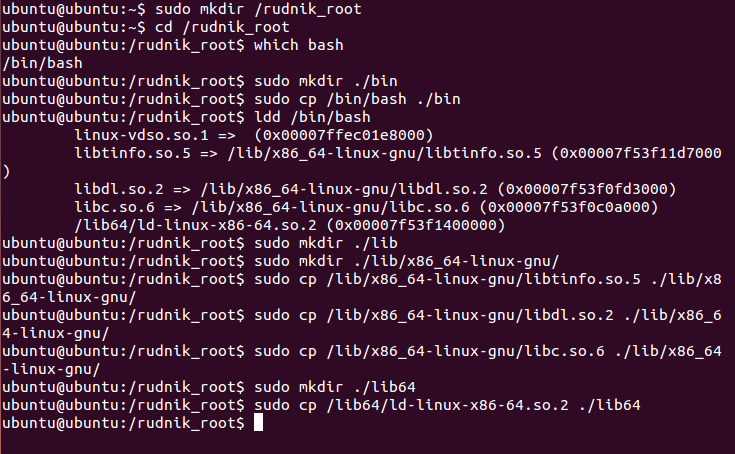 ubuntu@ubuntu:~$ sudo mkdir /rudnik_root
ubuntu@ubuntu:~$ cd /rudnik_root
ubuntu@ubuntu:/rudnik_root$ which bash
/bin/bash
ubuntu@ubuntu:/rudnik_root$ sudo mkdir ./bin
ubuntu@ubuntu:/rudnik_root$ sudo cp /bin/bash ./bin
ubuntu@ubuntu:/rudnik_root$ ldd /bin/bash
        linux-vdso.so.1 =>  (0x00007ffec01e8000)
        libtinfo.so.5 => /lib/x86_64-linux-gnu/libtinfo.so.5 (0x00007f53f11d7000
)
        libdl.so.2 => /lib/x86_64-linux-gnu/libdl.so.2 (0x00007f53f0fd3000)
        libc.so.6 => /lib/x86_64-linux-gnu/libc.so.6 (0x00007f53f0c0a000)
        /lib64/ld-linux-x86-64.so.2 (0x00007f53f1400000)
ubuntu@ubuntu:/rudnik_root$ sudo mkdir ./lib
ubuntu@ubuntu:/rudnik_root$ sudo mkdir ./lib/x86_64-linux-gnu/
ubuntu@ubuntu:/rudnik_root$ sudo cp /lib/x86_64-linux-gnu/libtinfo.so.5 ./lib/x8
6_64-linux-gnu/
ubuntu@ubuntu:/rudnik_root$ sudo cp /lib/x86_64-linux-gnu/libdl.so.2 ./lib/x86_6
4-linux-gnu/
ubuntu@ubuntu:/rudnik_root$ sudo cp /lib/x86_64-linux-gnu/libc.so.6 ./lib/x86_64
-linux-gnu/
ubuntu@ubuntu:/rudnik_root$ sudo mkdir ./lib64
ubuntu@ubuntu:/rudnik_root$ sudo cp /lib64/ld-linux-x86-64.so.2 ./lib64
ubuntu@ubuntu:/rudnik_root$